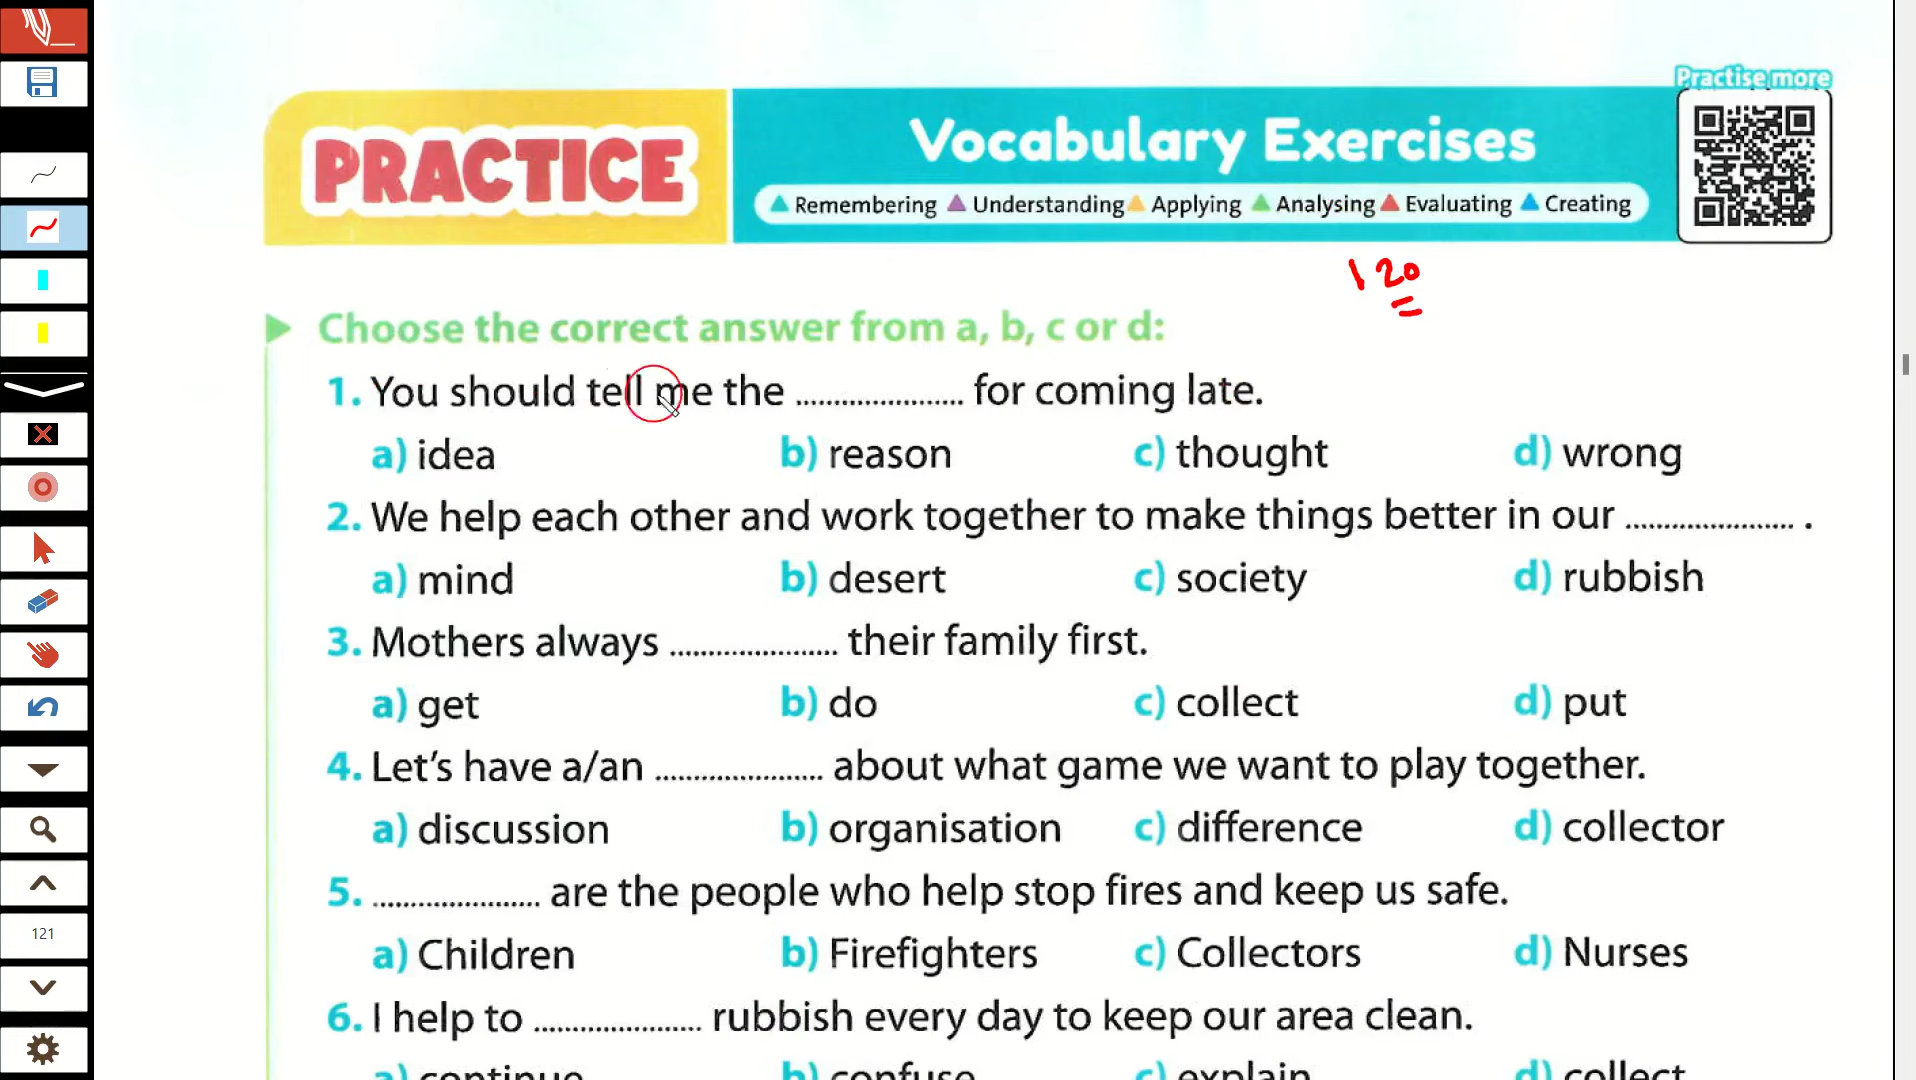 Practise more
PRACTICE
Vocabulary Exercises
Remembering Understanding Applying Analysing Evaluating Creating
120
Choose the correct answer from a, b, c or d:
1. You should tell me the ...................... for coming late.
a) idea b) reason c) thought d) wrong
2. We help each other and work together to make things better in our ...................... .
a) mind b) desert c) society d) rubbish
3. Mothers always ...................... their family first.
a) get b) do c) collect d) put
4. Let's have a/an ...................... about what game we want to play together.
a) discussion b) organisation c) difference d) collector
5. ...................... are the people who help stop fires and keep us safe.
a) Children b) Firefighters c) Collectors d) Nurses
121
6. I help to ...................... rubbish every day to keep our area clean.
a) continue b) confuse c) explain d) collect